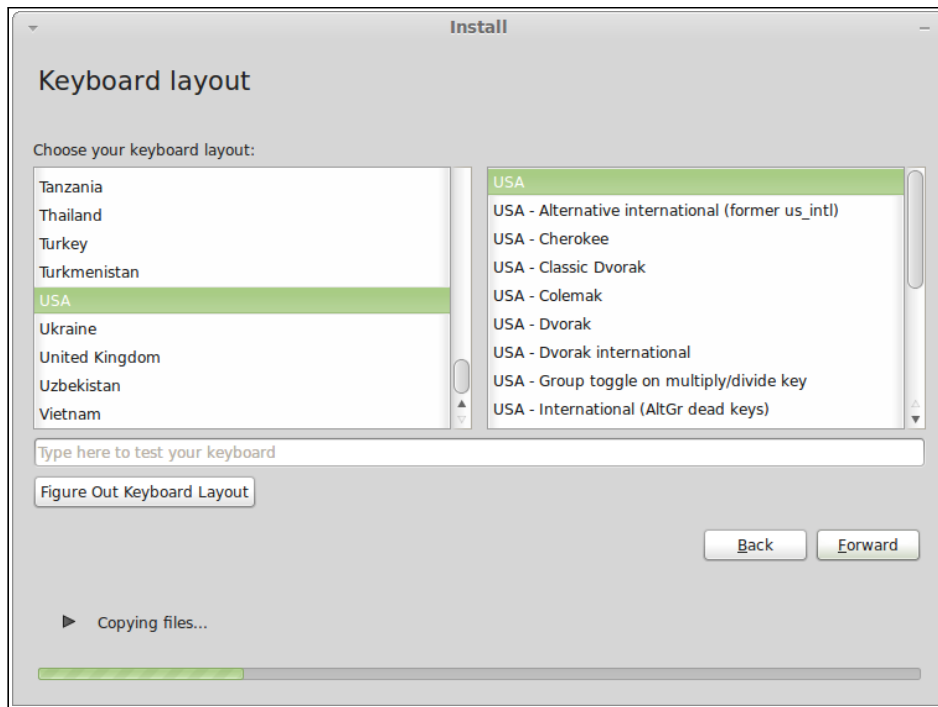 Install
Keyboard layout
Choose your keyboard layout:
Tanzania
Thailand
Turkey
Turkmenistan
USA
Ukraine
United Kingdom
Uzbekistan
Vietnam
USA
USA - Alternative international (former us_intl)
USA - Cherokee
USA - Classic Dvorak
USA - Colemak
USA - Dvorak
USA - Dvorak international
USA - Group toggle on multiply/divide key
USA - International (AltGr dead keys)
Type here to test your keyboard
Figure Out Keyboard Layout
Back Forward
Copying files...